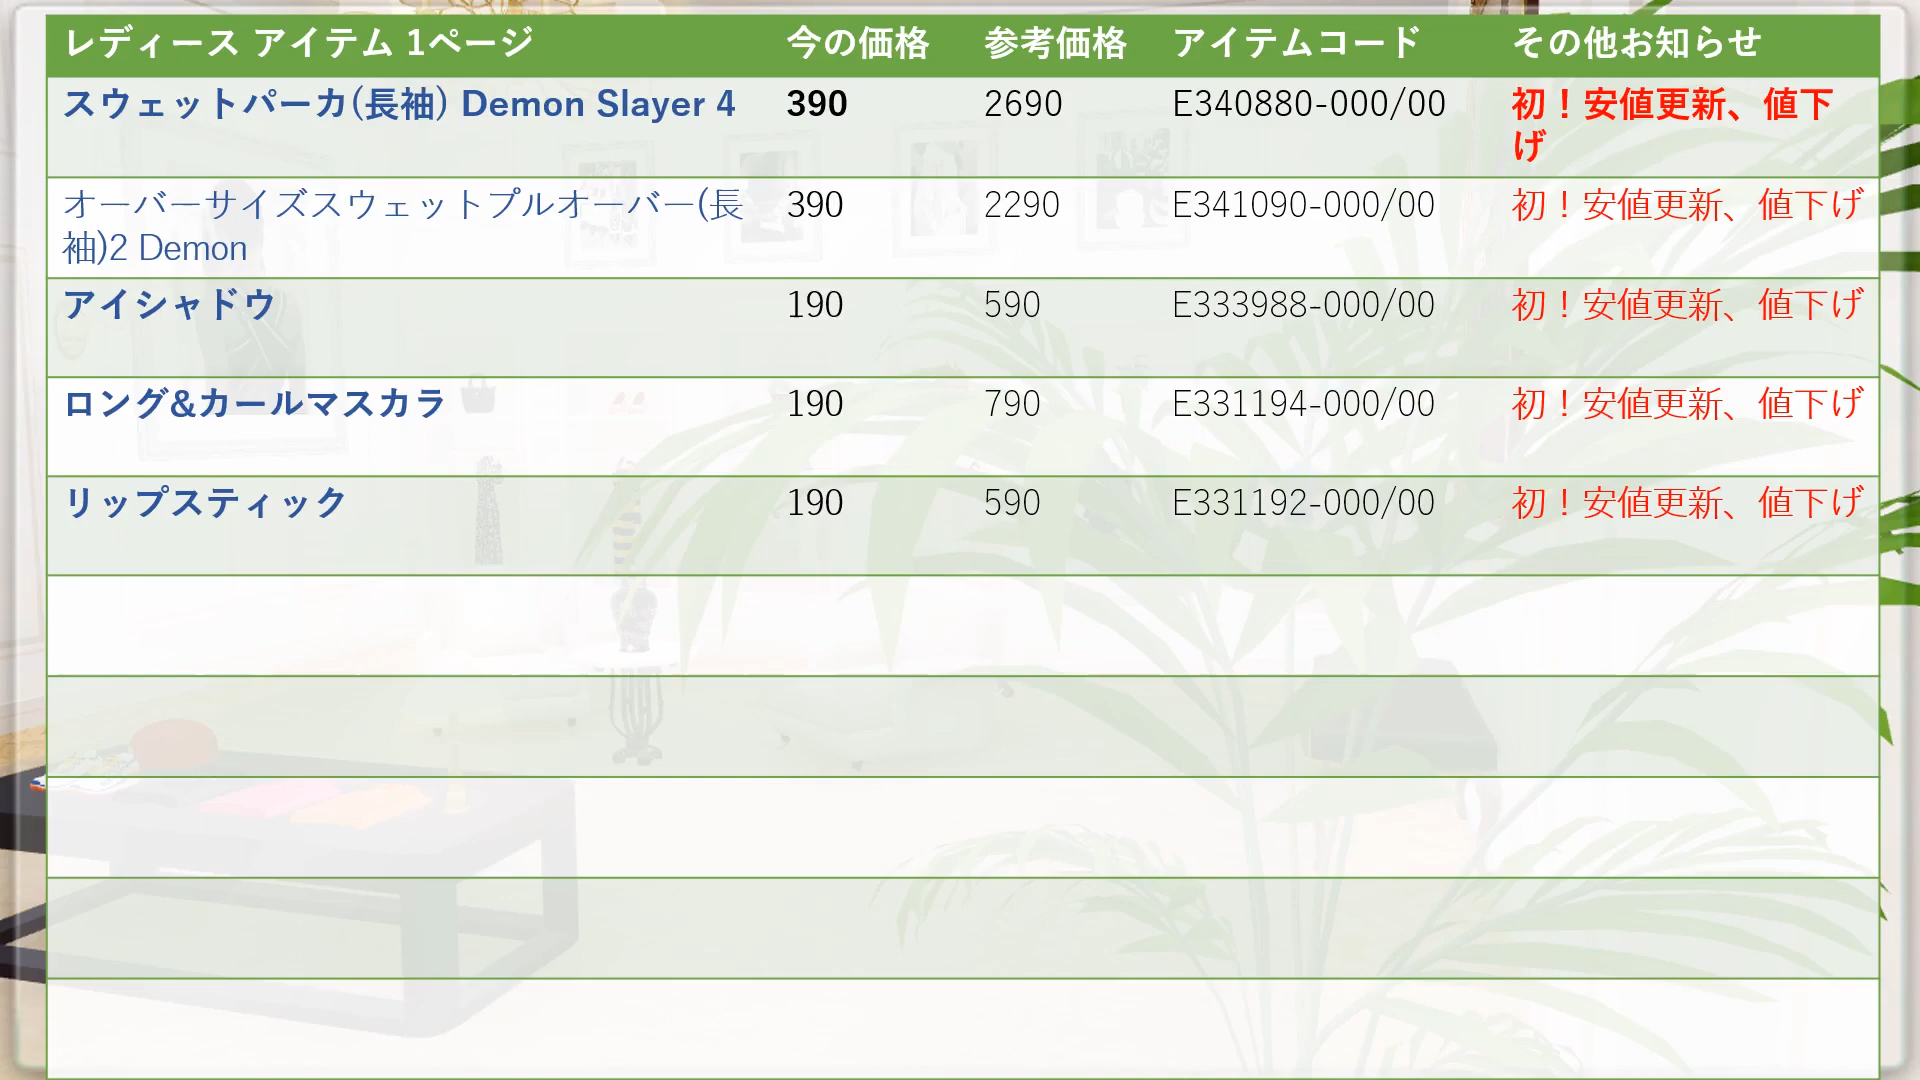 レディース アイテム 1ページ 今の価格 参考価格 アイテムコード その他お知らせ
スウェットパーカ(長袖) Demon Slayer 4 390 2690 E340880-000/00 初！安値更新、値下
げ
オーバーサイズスウェットプルオーバー(長 390 2290 E341090-000/00 初！安値更新、値下げ
袖)2 Demon
アイシャドウ 190 590 E333988-000/00 初！安値更新、値下げ
ロング&カールマスカラ 190 790 E331194-000/00 初！安値更新、値下げ
リップスティック 190 590 E331192-000/00 初！安値更新、値下げ